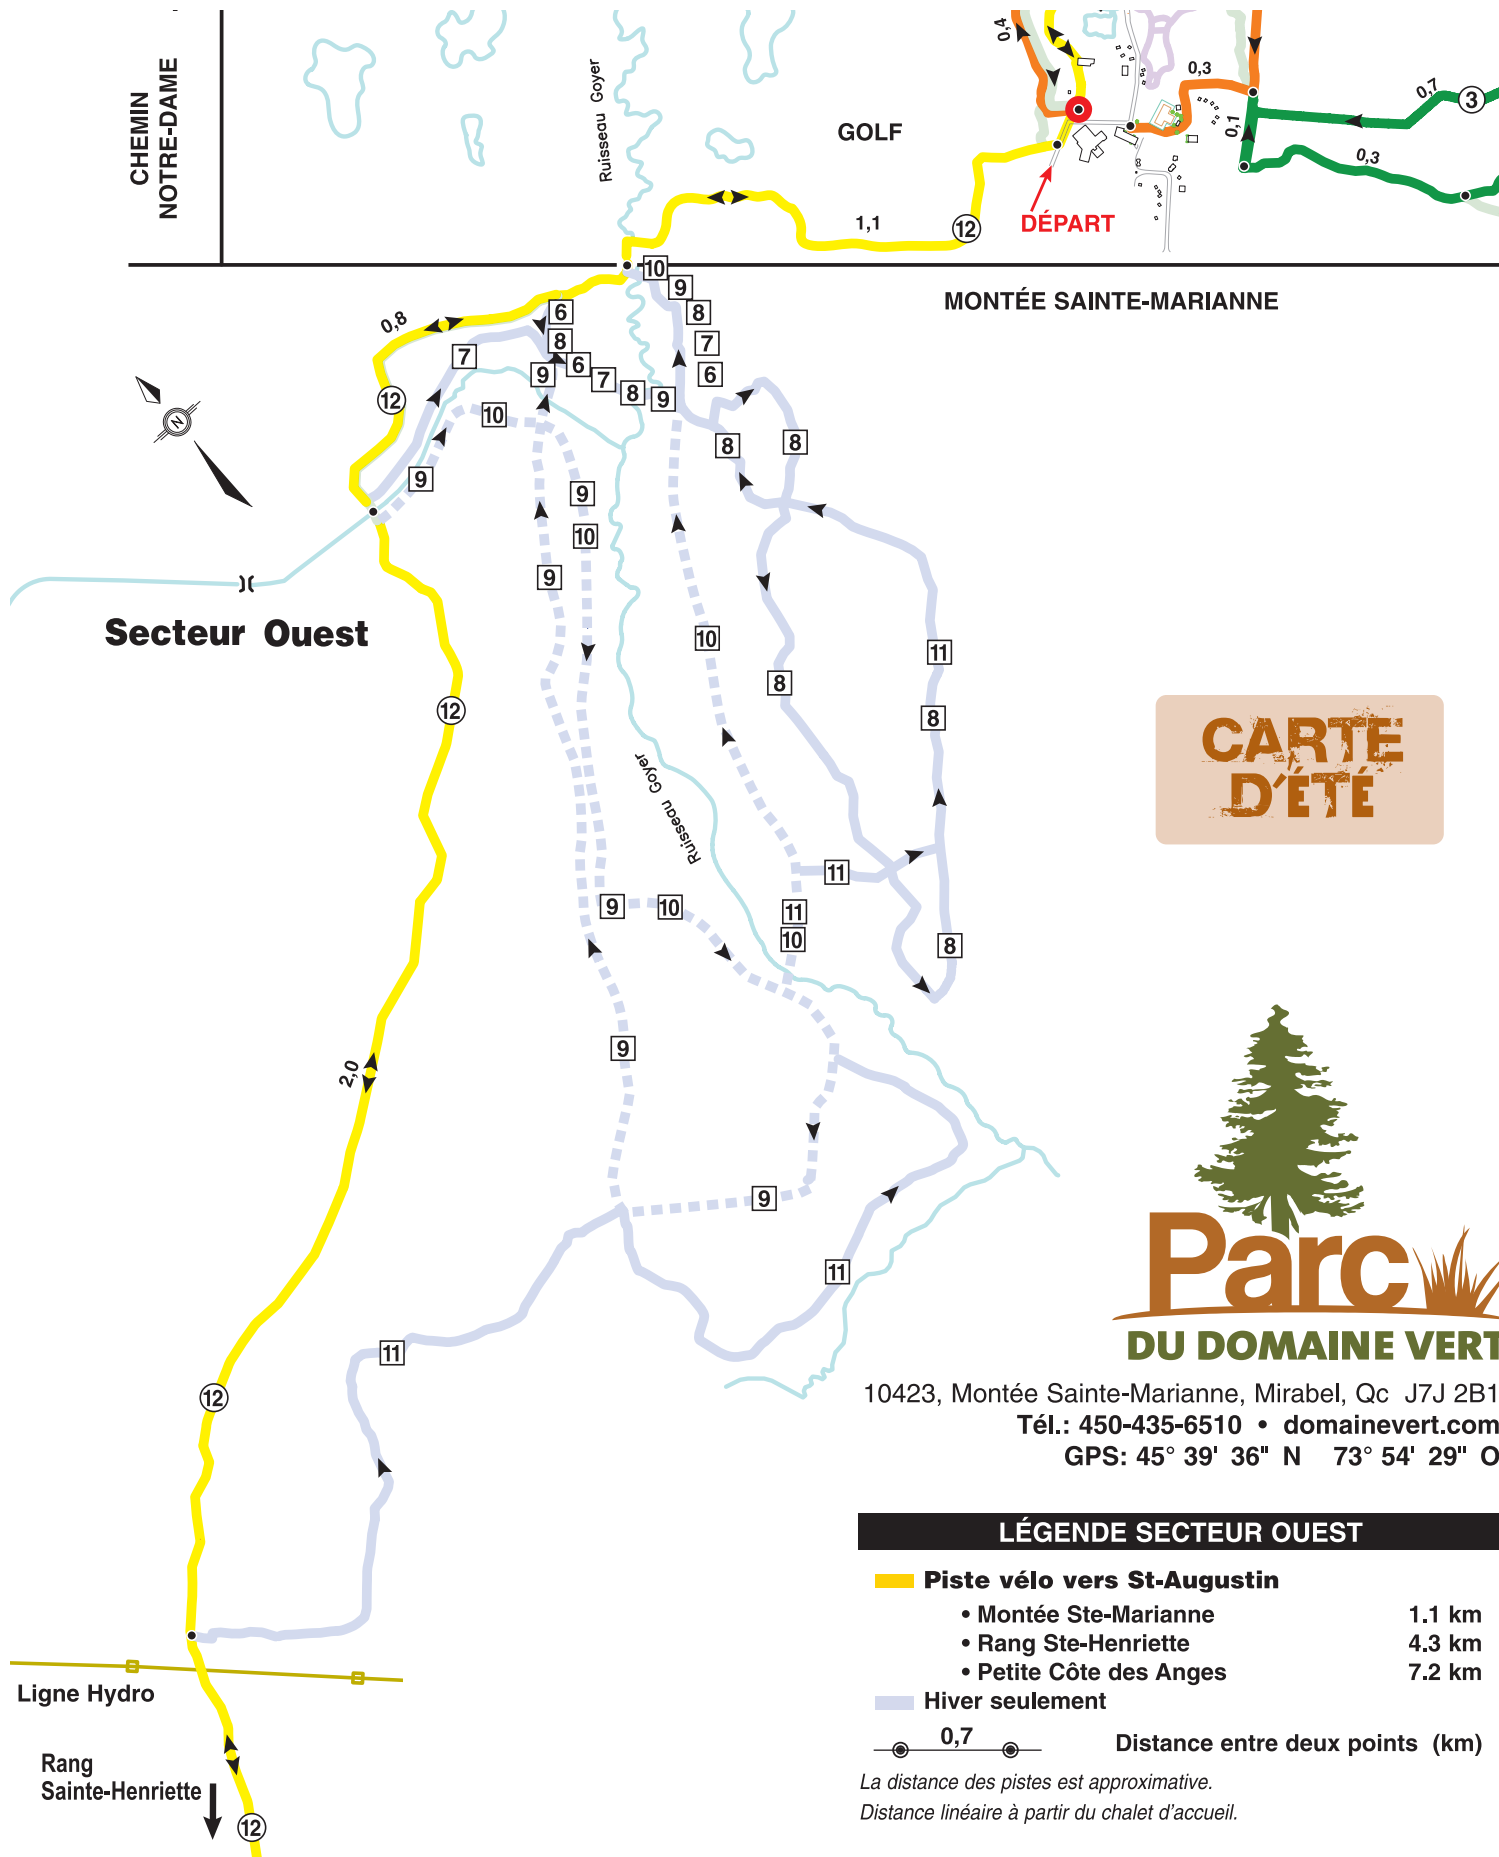 CHEMIN
NOTRE-DAME
Ruisseau Goyer
GOLF
0,4
0,3
0,1
0,7
3
0,3
DÉPART
1,1
12
MONTÉE SAINTE-MARIANNE
10
9
8
7
6
6
8
9
6
7
8
9
0,8
7
12
10
9
N
8
8
9
10
9
Secteur Ouest
10
11
8
8
12
CARTE
D'ÉTÉ
Ruisseau Goyer
11
9
10
11
10
8
9
2,0
9
11
11
12
Parc
DU DOMAINE VERT
10423, Montée Sainte-Marianne, Mirabel, Qc J7J 2B1
Tél.: 450-435-6510 • domainevert.com
GPS: 45° 39' 36" N 73° 54' 29" O
LÉGENDE SECTEUR OUEST
Piste vélo vers St-Augustin
• Montée Ste-Marianne 1.1 km
• Rang Ste-Henriette 4.3 km
• Petite Côte des Anges 7.2 km
Hiver seulement
0,7 Distance entre deux points (km)
La distance des pistes est approximative.
Distance linéaire à partir du chalet d'accueil.
Ligne Hydro
Rang
Sainte-Henriette
12